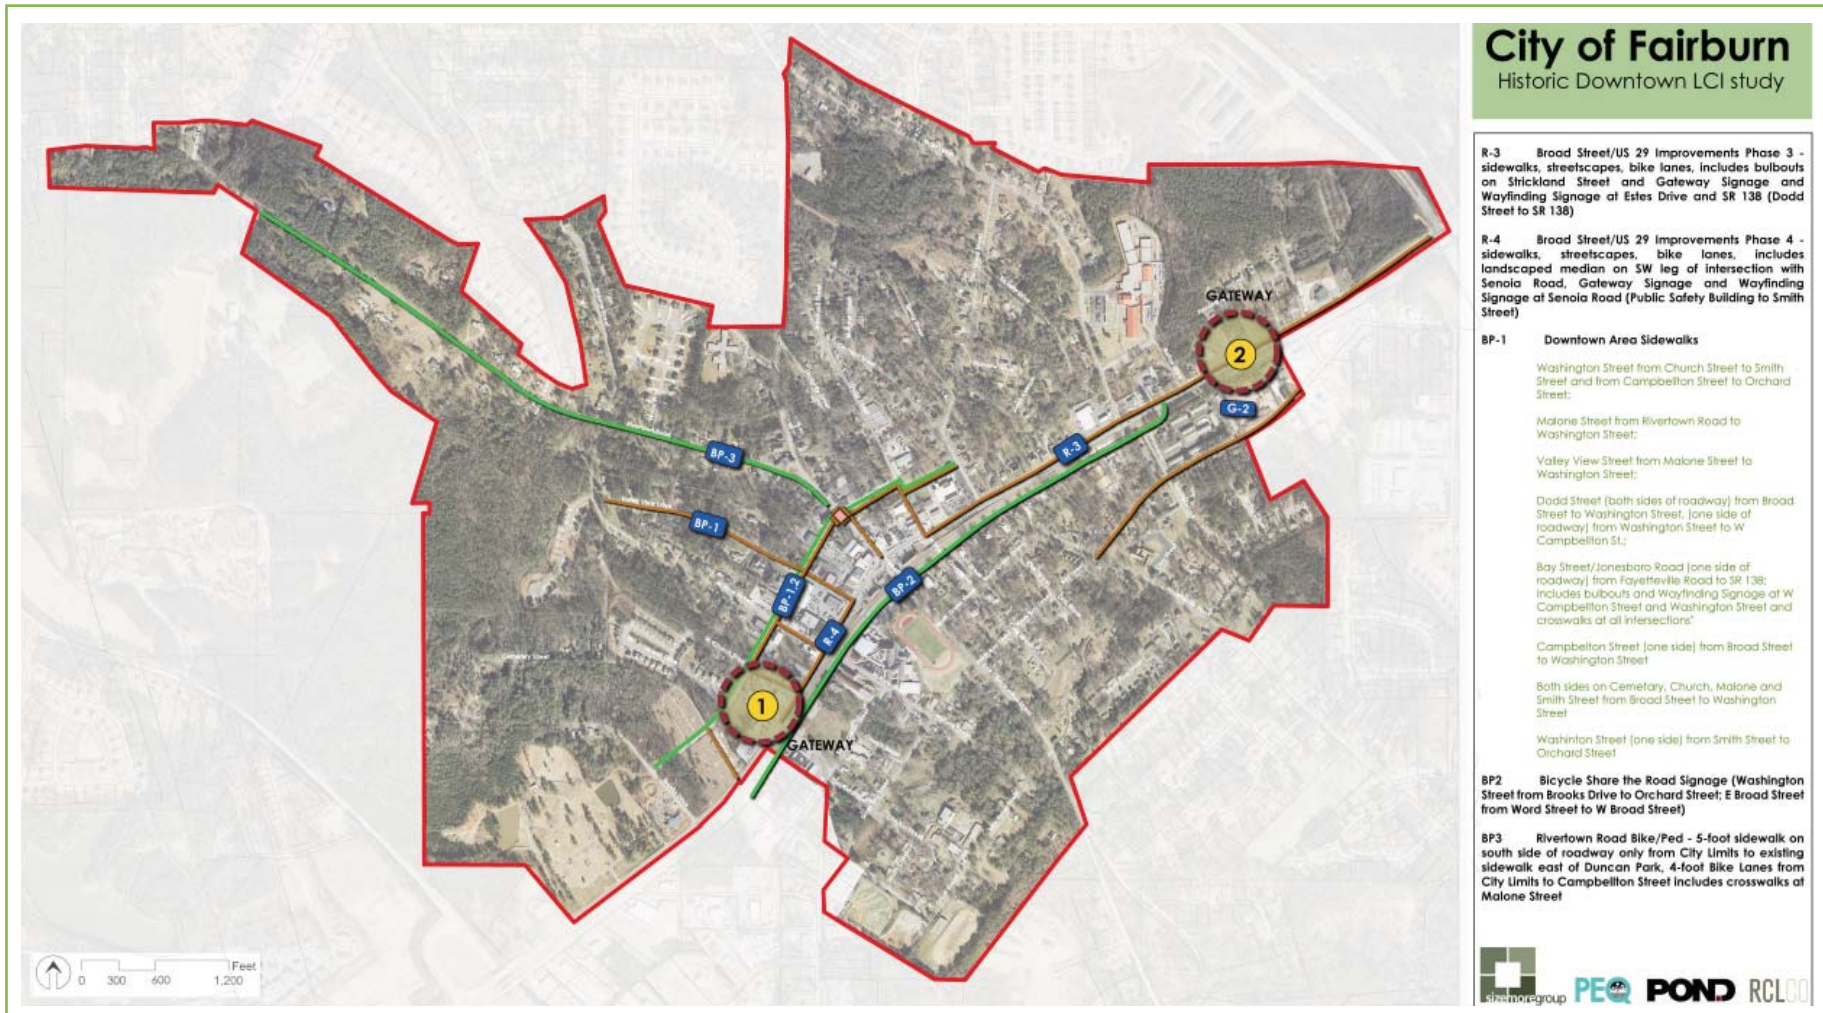 City of Fairburn
Historic Downtown LCI study
R-3 Broad Street/US 29 Improvements Phase 3 -
sidewalks, streetscapes, bike lanes, includes bulbouts
on Strickland Street and Gateway Signage and
Wayfinding Signage at Estes Drive and SR 138 (Dodd
Street to SR 138)
R-4 Broad Street/US 29 Improvements Phase 4 -
sidewalks, streetscapes, bike lanes, includes
landscaped median on SW leg of intersection with
Senoia Road, Gateway Signage and Wayfinding
Signage at Senoia Road (Public Safety Building to Smith
Street)
BP-1 Downtown Area Sidewalks
Washington Street from Church Street to Smith
Street and from Campbellton Street to Orchard
Street;
Malone Street from Rivertown Road to
Washington Street;
Valley View Street from Malone Street to
Washington Street;
Dodd Street (both sides of roadway) from Broad
Street to Washington Street, (one side of
roadway) from Washington Street to W
Campbellton St.;
Bay Street/Jonesboro Road (one side of
roadway) from Fayetteville Road to SR 138;
includes bulbouts and Wayfinding Signage at W
Campbellton Street and Washington Street and
crosswalks at all intersections"
Campbelton Street (one side) from Broad Street
to Washington Street
Both sides on Cemetary, Church, Malone and
Smith Street from Broad Street to Washington
Street
Washinton Street (one side) from Smith Street to
Orchard Street
BP2 Bicycle Share the Road Signage (Washington
Street from Brooks Drive to Orchard Street; E Broad Street
from Word Street to W Broad Street)
BP3 Rivertown Road Bike/Ped - 5-foot sidewalk on
south side of roadway only from City Limits to existing
sidewalk east of Duncan Park, 4-foot Bike Lanes from
City Limits to Campbellton Street includes crosswalks at
Malone Street
sizemoregroup PEQ POND RCLCO
GATEWAY
2
G-2
R-3
BP-3
BP-1
BP-2
BP-1.2
R-4
Cemetery Street
1
GATEWAY
Feet
0 300 600 1,200